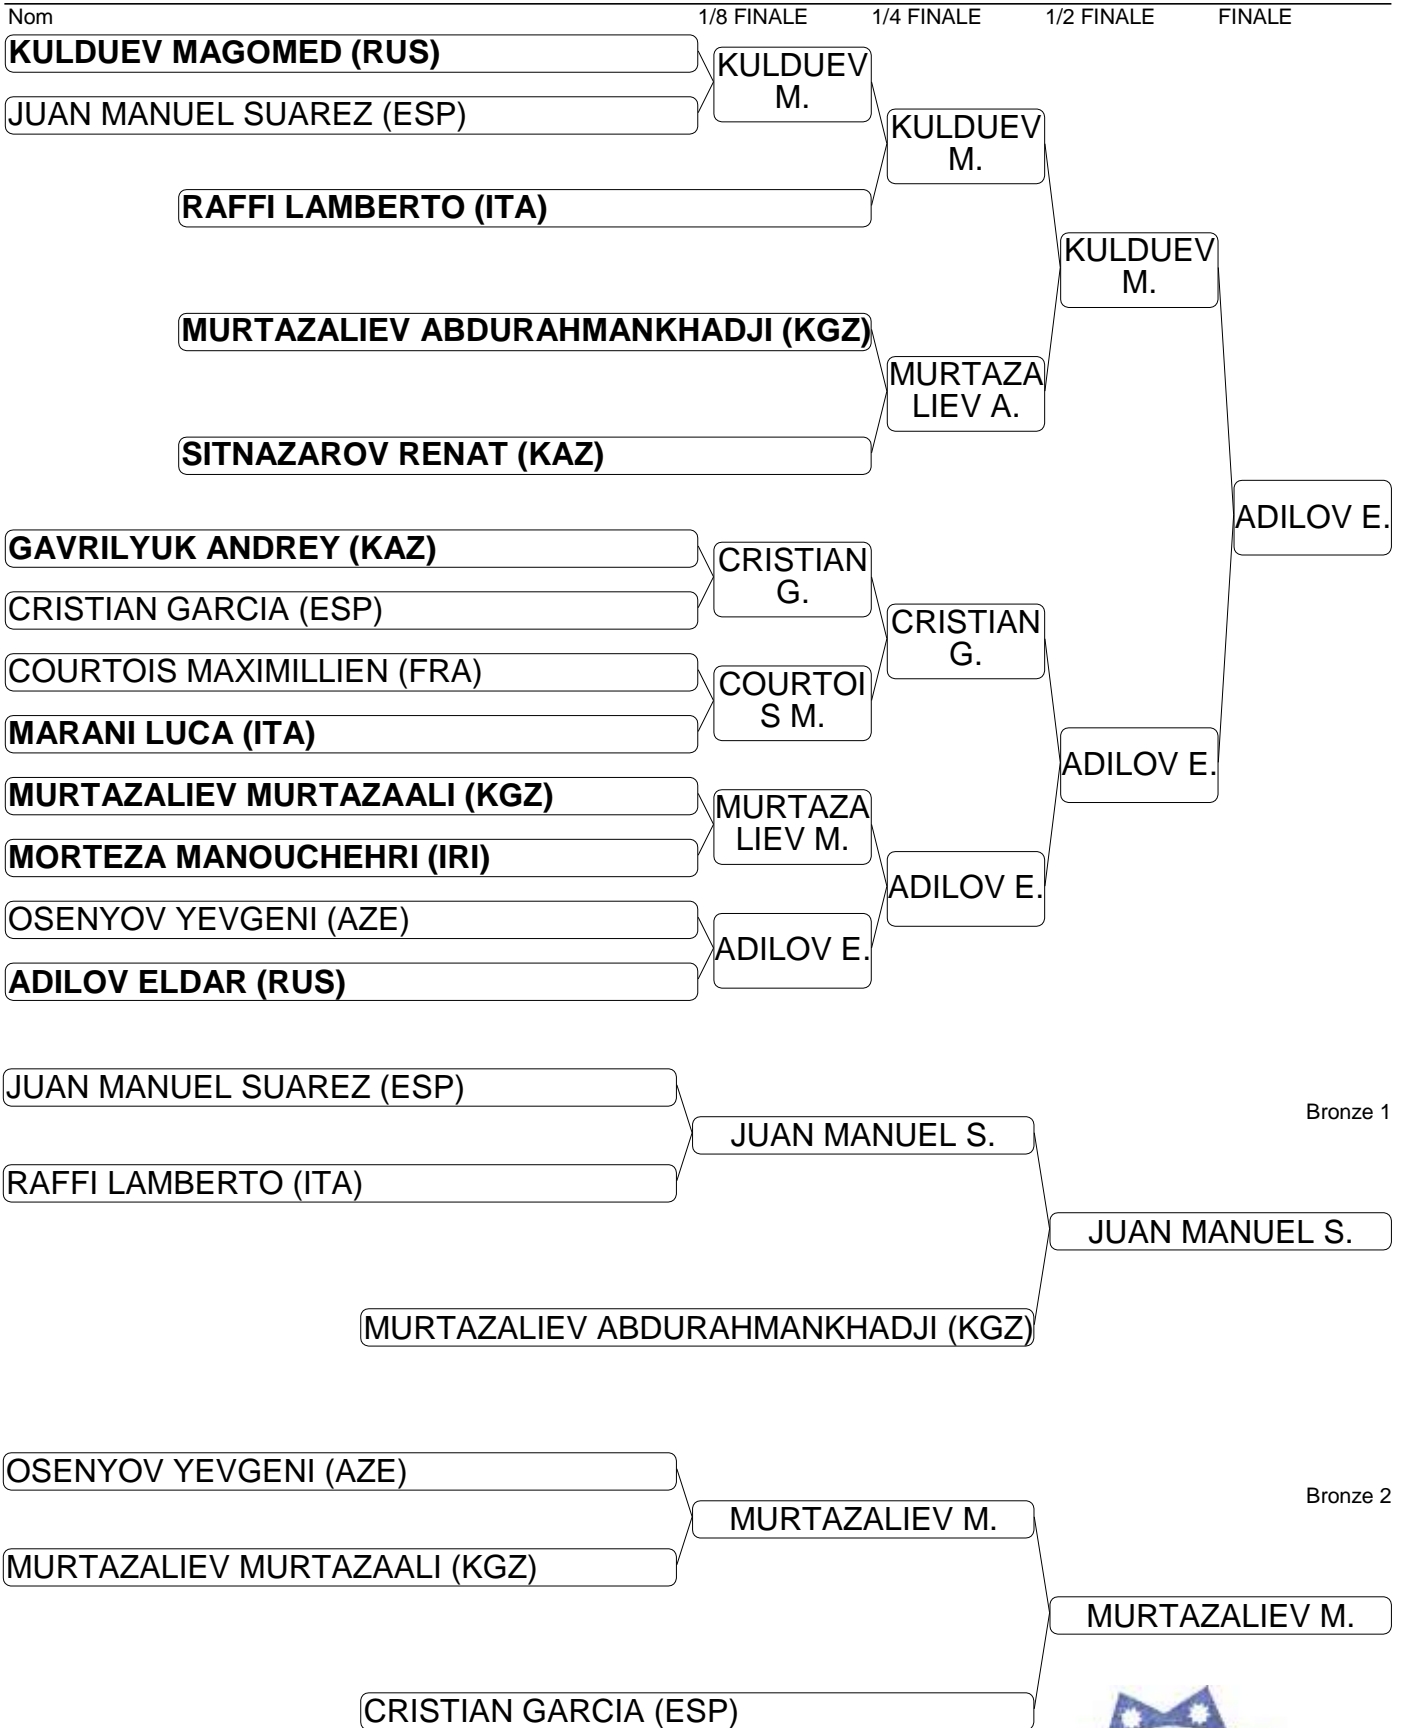 Nom 1/8 FINALE 1/4 FINALE 1/2 FINALE FINALE
KULDUEV MAGOMED (RUS)
KULDUEV
M.
JUAN MANUEL SUAREZ (ESP)
KULDUEV
M.
RAFFI LAMBERTO (ITA)
KULDUEV
M.
MURTAZALIEV ABDURAHMANKHADJI (KGZ)
MURTAZA
LIEV A.
SITNAZAROV RENAT (KAZ)
ADILOV E.
GAVRILYUK ANDREY (KAZ)
CRISTIAN
G.
CRISTIAN GARCIA (ESP)
CRISTIAN
G.
COURTOIS MAXIMILLIEN (FRA)
COURTOI
S M.
MARANI LUCA (ITA)
ADILOV E.
MURTAZALIEV MURTAZAALI (KGZ)
MURTAZA
LIEV M.
MORTEZA MANOUCHEHRI (IRI)
ADILOV E.
OSENYOV YEVGENI (AZE)
ADILOV E.
ADILOV ELDAR (RUS)
JUAN MANUEL SUAREZ (ESP)
Bronze 1
JUAN MANUEL S.
RAFFI LAMBERTO (ITA)
JUAN MANUEL S.
MURTAZALIEV ABDURAHMANKHADJI (KGZ)
OSENYOV YEVGENI (AZE)
Bronze 2
MURTAZALIEV M.
MURTAZALIEV MURTAZAALI (KGZ)
MURTAZALIEV M.
CRISTIAN GARCIA (ESP)